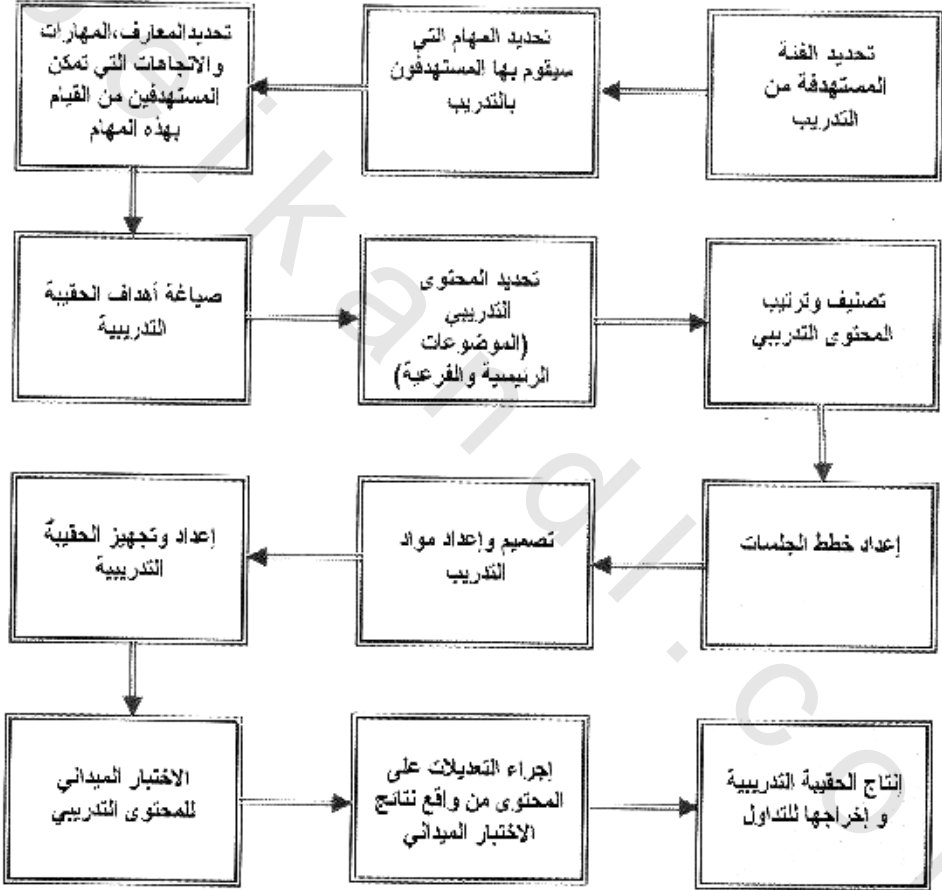 تحديد الفئة
المستهدفة من
التدريب
تحديد المهام التي
سيقوم بها المستهدفون
بالتدريب
تحديد المعارف،المهارات
والاتجاهات التي تمكن
المستهدفين من القيام
بهذه المهام
صياغة أهداف الحقيبة
التدريبية
تحديد المحتوى
التدريبي
(الموضوعات
الرئيسية والفرعية)
تصنيف وترتيب
المحتوى التدريبي
إعداد خطط الجلسات
تصميم وإعداد مواد
التدريب
إعداد وتجهيز الحقيبة
التدريبية
الاختبار الميداني
للمحتوى التدريبي
إجراء التعديلات على
المحتوى من واقع نتائج
الاختبار الميداني
إنتاج الحقيبة التدريبية
و إخراجها للتداول